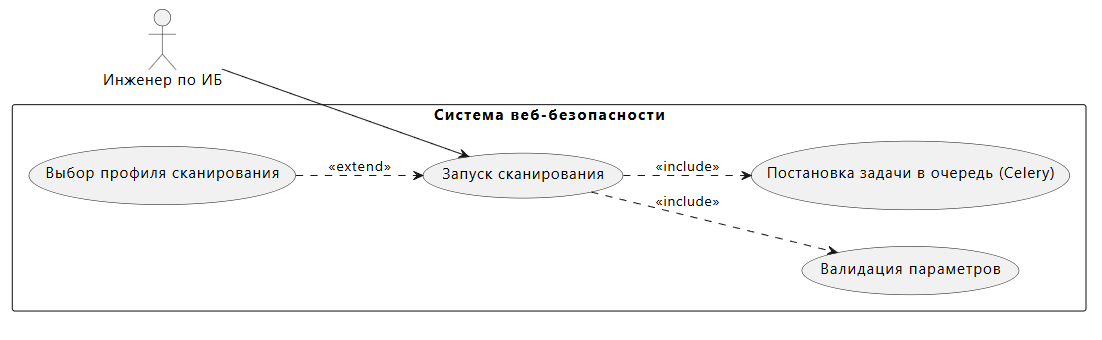 Инженер по ИБ
Система веб-безопасности
Выбор профиля сканирования
«extend»
Запуск сканирования
«include»
Постановка задачи в очередь (Celery)
«include»
Валидация параметров